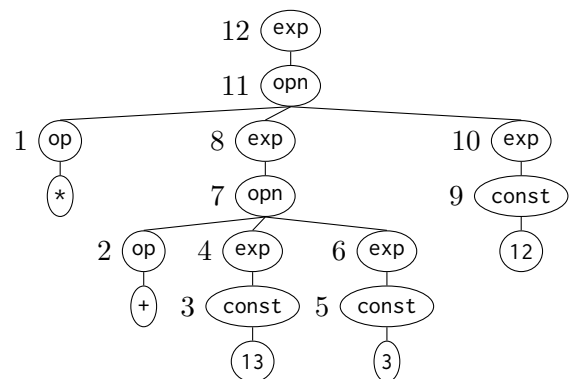 12 exp
11 opn
1 op 8 exp 10 exp
* 7 opn 9 const
2 op 4 exp 6 exp 12
+ 3 const 5 const
13 3